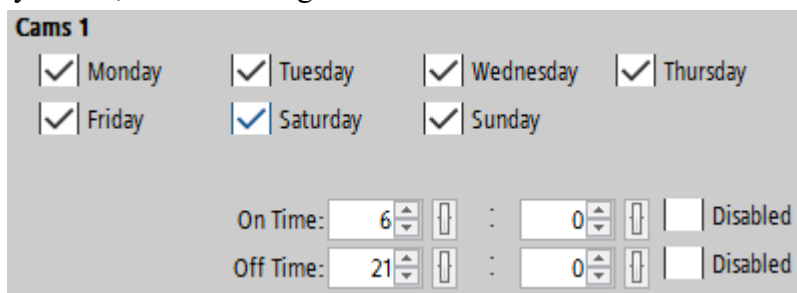 Cams 1
Monday Tuesday Wednesday Thursday
Friday Saturday Sunday
On Time: 6 : 0 Disabled
Off Time: 21 : 0 Disabled